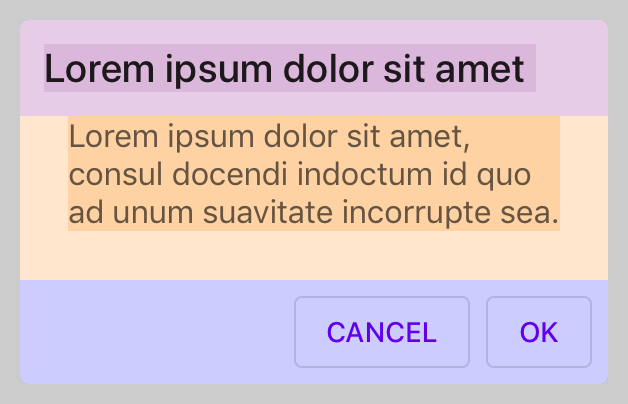 Lorem ipsum dolor sit amet
Lorem ipsum dolor sit amet,
consul docendi indoctum id quo
ad unum suavitate incorrupte sea.
CANCEL OK